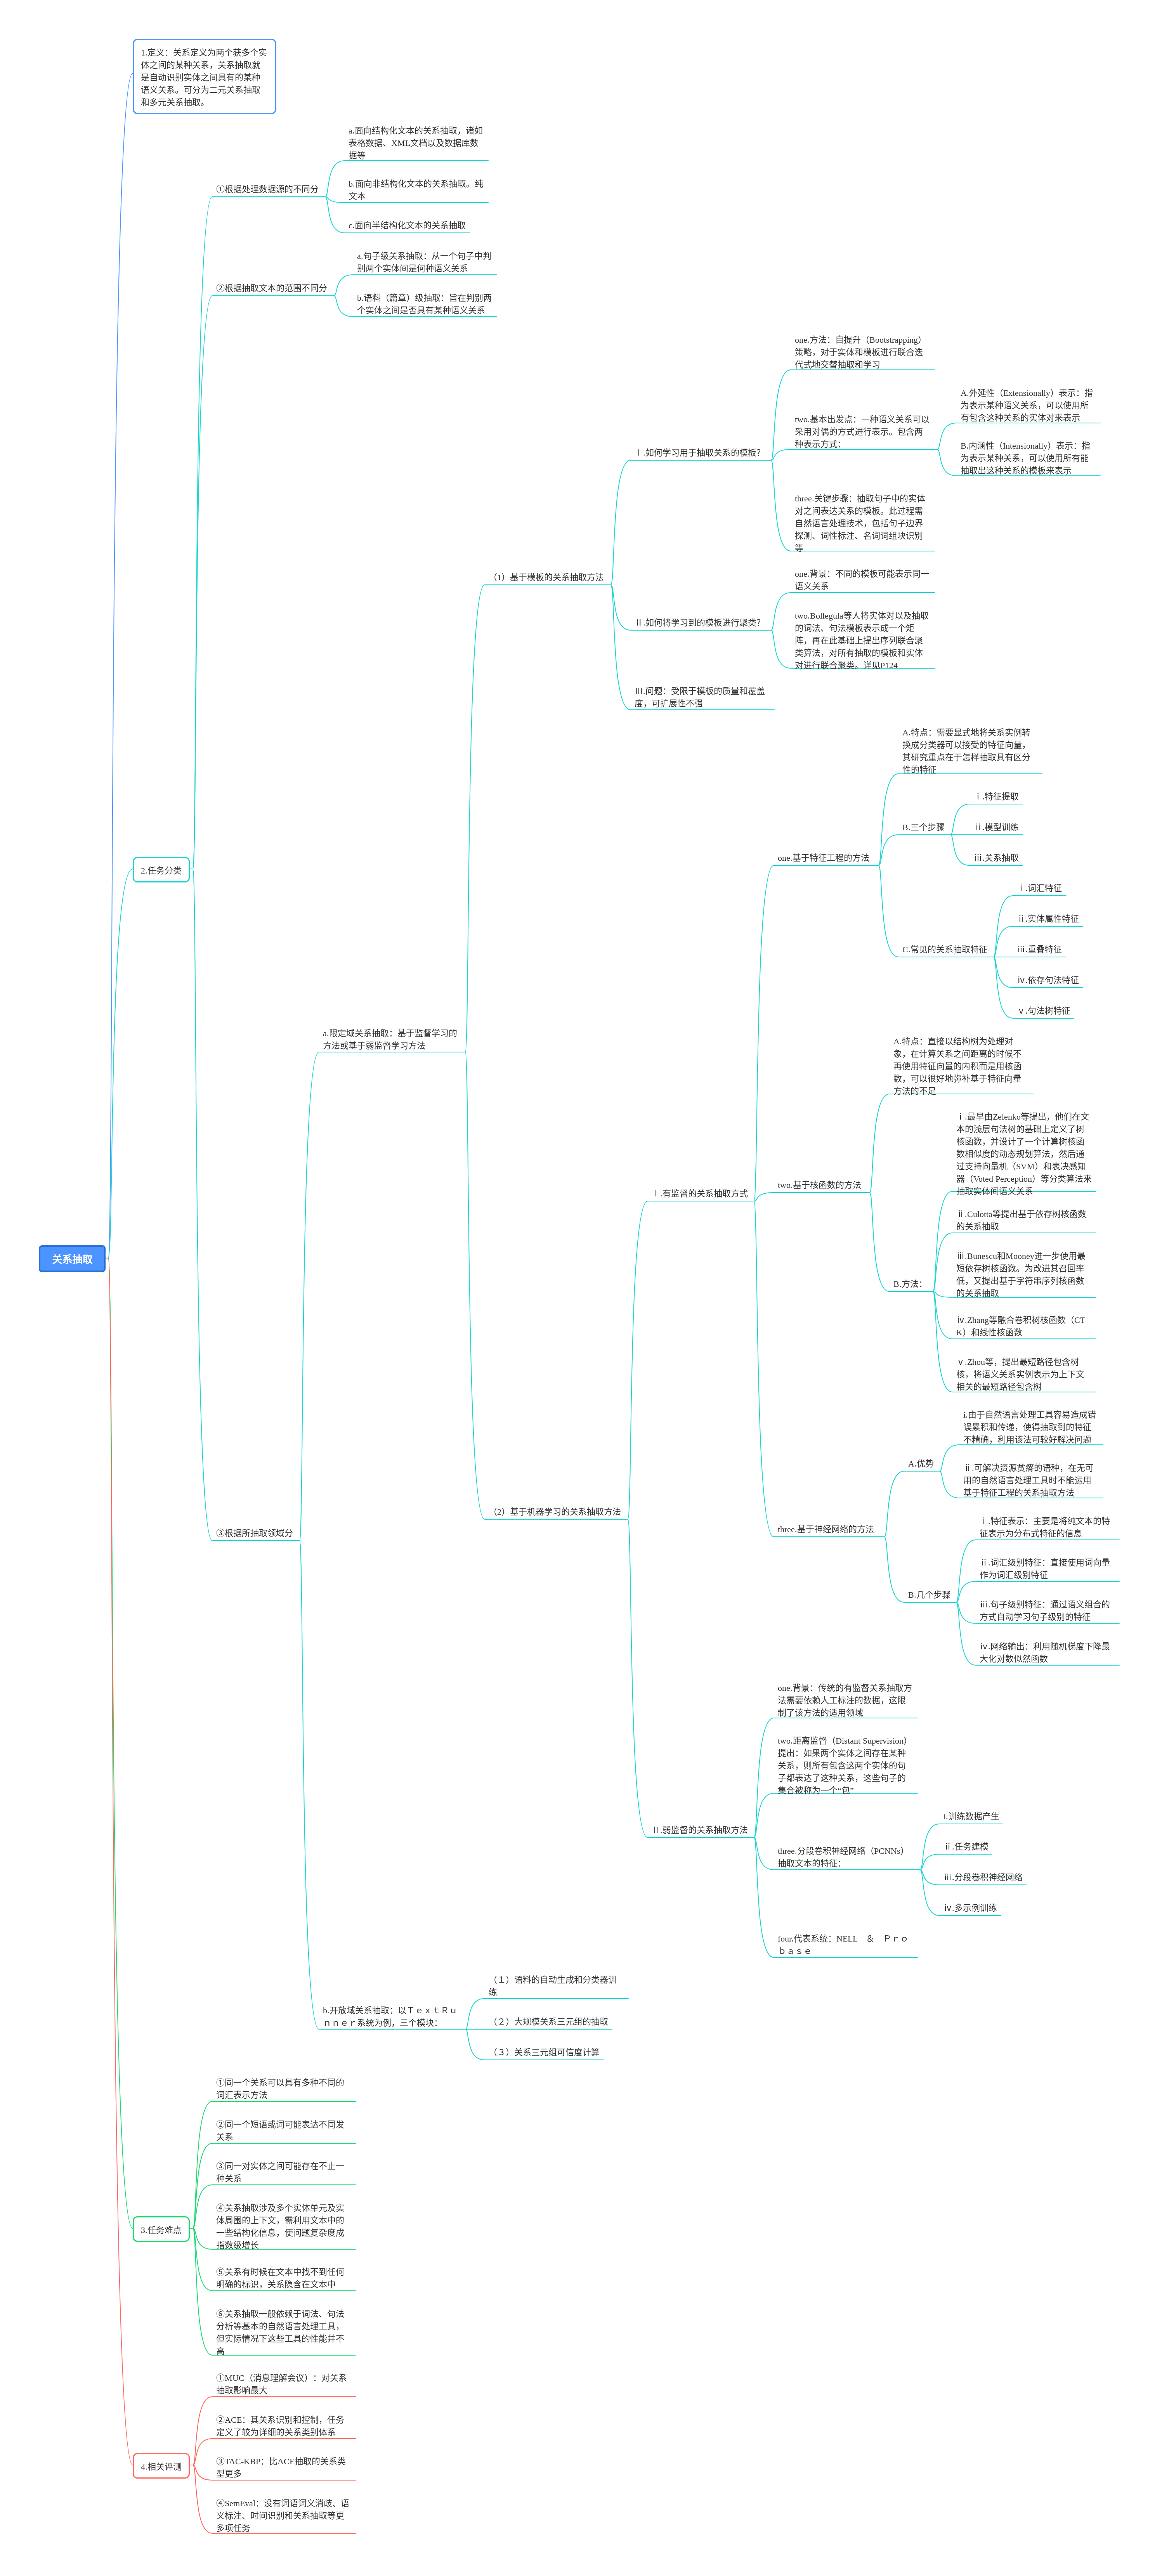 关系抽取
1.定义：关系定义为两个获多个实
体之间的某种关系，关系抽取就
是自动识别实体之间具有的某种
语义关系。可分为二元关系抽取
和多元关系抽取。
2.任务分类
①根据处理数据源的不同分
a.面向结构化文本的关系抽取，诸如
表格数据、XML文档以及数据库数
据等
b.面向非结构化文本的关系抽取。纯
文本
c.面向半结构化文本的关系抽取
②根据抽取文本的范围不同分
a.句子级关系抽取：从一个句子中判
别两个实体间是何种语义关系
b.语料（篇章）级抽取：旨在判别两
个实体之间是否具有某种语义关系
③根据所抽取领域分
a.限定域关系抽取：基于监督学习的
方法或基于弱监督学习方法
（1）基于模板的关系抽取方法
Ⅰ.如何学习用于抽取关系的模板？
one.方法：自提升（Bootstrapping）
策略，对于实体和模板进行联合迭
代式地交替抽取和学习
two.基本出发点：一种语义关系可以
采用对偶的方式进行表示。包含两
种表示方式：
A.外延性（Extensionally）表示：指
为表示某种语义关系，可以使用所
有包含这种关系的实体对来表示
B.内涵性（Intensionally）表示：指
为表示某种关系，可以使用所有能
抽取出这种关系的模板来表示
three.关键步骤：抽取句子中的实体
对之间表达关系的模板。此过程需
自然语言处理技术，包括句子边界
探测、词性标注、名词词组块识别
等
Ⅱ.如何将学习到的模板进行聚类？
one.背景：不同的模板可能表示同一
语义关系
two.Bollegula等人将实体对以及抽取
的词法、句法模板表示成一个矩
阵，再在此基础上提出序列联合聚
类算法，对所有抽取的模板和实体
对进行联合聚类。详见P124
Ⅲ.问题：受限于模板的质量和覆盖
度，可扩展性不强
（2）基于机器学习的关系抽取方法
Ⅰ.有监督的关系抽取方式
one.基于特征工程的方法
A.特点：需要显式地将关系实例转
换成分类器可以接受的特征向量，
其研究重点在于怎样抽取具有区分
性的特征
B.三个步骤
ⅰ.特征提取
ⅱ.模型训练
ⅲ.关系抽取
C.常见的关系抽取特征
ⅰ.词汇特征
ⅱ.实体属性特征
ⅲ.重叠特征
ⅳ.依存句法特征
ⅴ.句法树特征
two.基于核函数的方法
A.特点：直接以结构树为处理对
象，在计算关系之间距离的时候不
再使用特征向量的内积而是用核函
数，可以很好地弥补基于特征向量
方法的不足
B.方法：
ⅰ.最早由Zelenko等提出，他们在文
本的浅层句法树的基础上定义了树
核函数，并设计了一个计算树核函
数相似度的动态规划算法，然后通
过支持向量机（SVM）和表决感知
器（Voted Perception）等分类算法来
抽取实体间语义关系
ⅱ.Culotta等提出基于依存树核函数
的关系抽取
ⅲ.Bunescu和Mooney进一步使用最
短依存树核函数。为改进其召回率
低，又提出基于字符串序列核函数
的关系抽取
ⅳ.Zhang等融合卷积树核函数（CT
K）和线性核函数
ⅴ.Zhou等，提出最短路径包含树
核，将语义关系实例表示为上下文
相关的最短路径包含树
three.基于神经网络的方法
A.优势
i.由于自然语言处理工具容易造成错
误累积和传递，使得抽取到的特征
不精确，利用该法可较好解决问题
ⅱ.可解决资源贫瘠的语种，在无可
用的自然语言处理工具时不能运用
基于特征工程的关系抽取方法
B.几个步骤
ⅰ.特征表示：主要是将纯文本的特
征表示为分布式特征的信息
ⅱ.词汇级别特征：直接使用词向量
作为词汇级别特征
ⅲ.句子级别特征：通过语义组合的
方式自动学习句子级别的特征
ⅳ.网络输出：利用随机梯度下降最
大化对数似然函数
Ⅱ.弱监督的关系抽取方法
one.背景：传统的有监督关系抽取方
法需要依赖人工标注的数据，这限
制了该方法的适用领域
two.距离监督（Distant Supervision）
提出：如果两个实体之间存在某种
关系，则所有包含这两个实体的句
子都表达了这种关系，这些句子的
集合被称为一个“包”
three.分段卷积神经网络（PCNNs）
抽取文本的特征：
i.训练数据产生
ⅱ.任务建模
ⅲ.分段卷积神经网络
ⅳ.多示例训练
four.代表系统：NELL　＆　Ｐｒｏ
ｂａｓｅ
b.开放域关系抽取：以ＴｅｘｔＲｕ
ｎｎｅｒ系统为例，三个模块：
（１）语料的自动生成和分类器训
练
（２）大规模关系三元组的抽取
（３）关系三元组可信度计算
3.任务难点
①同一个关系可以具有多种不同的
词汇表示方法
②同一个短语或词可能表达不同发
关系
③同一对实体之间可能存在不止一
种关系
④关系抽取涉及多个实体单元及实
体周围的上下文，需利用文本中的
一些结构化信息，使问题复杂度成
指数级增长
⑤关系有时候在文本中找不到任何
明确的标识，关系隐含在文本中
⑥关系抽取一般依赖于词法、句法
分析等基本的自然语言处理工具，
但实际情况下这些工具的性能并不
高
4.相关评测
①MUC（消息理解会议）：对关系
抽取影响最大
②ACE：其关系识别和控制，任务
定义了较为详细的关系类别体系
③TAC-KBP：比ACE抽取的关系类
型更多
④SemEval：没有词语词义消歧、语
义标注、时间识别和关系抽取等更
多项任务